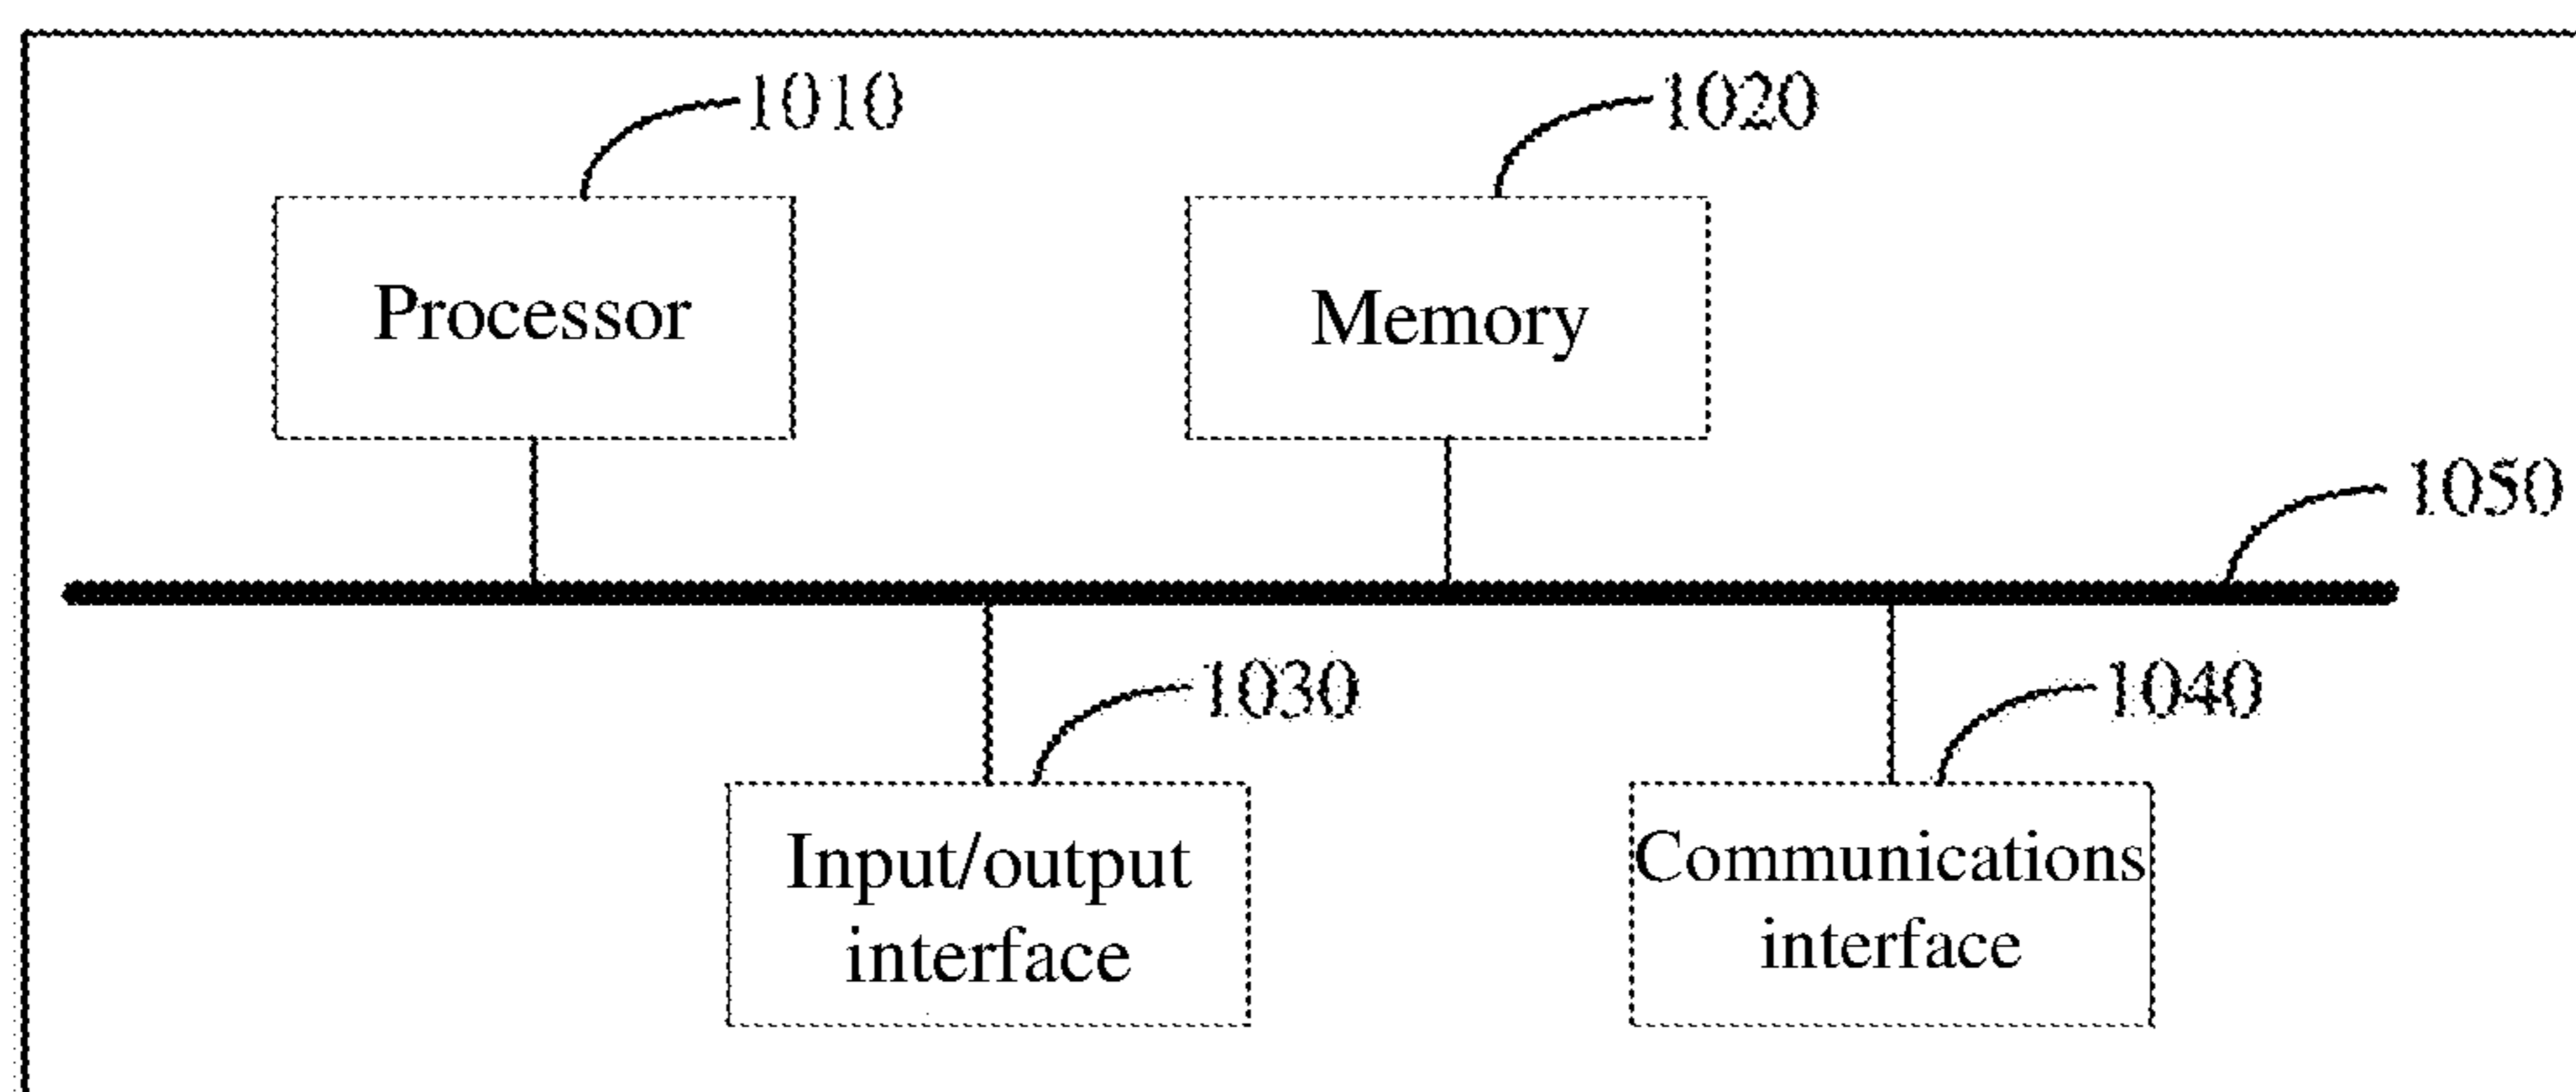 1010
1020
Processor
Memory
1050
1030
1040
Input/output
interface
Communications
interface